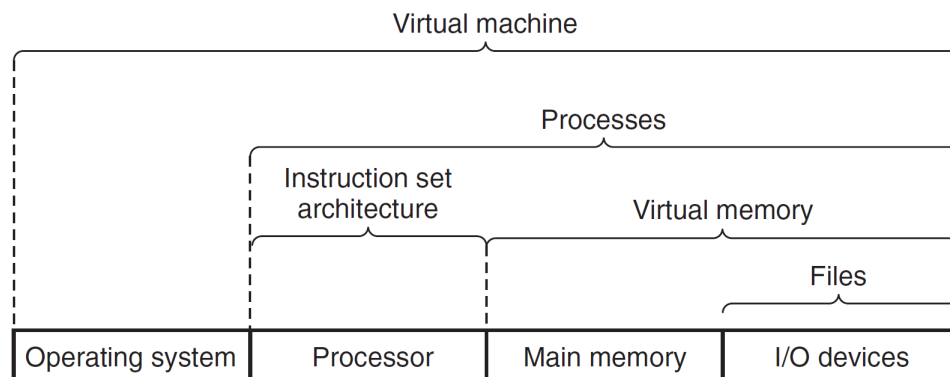 Virtual machine
Processes
Instruction set
architecture
Virtual memory
Files
Operating system
Processor
Main memory
I/O devices